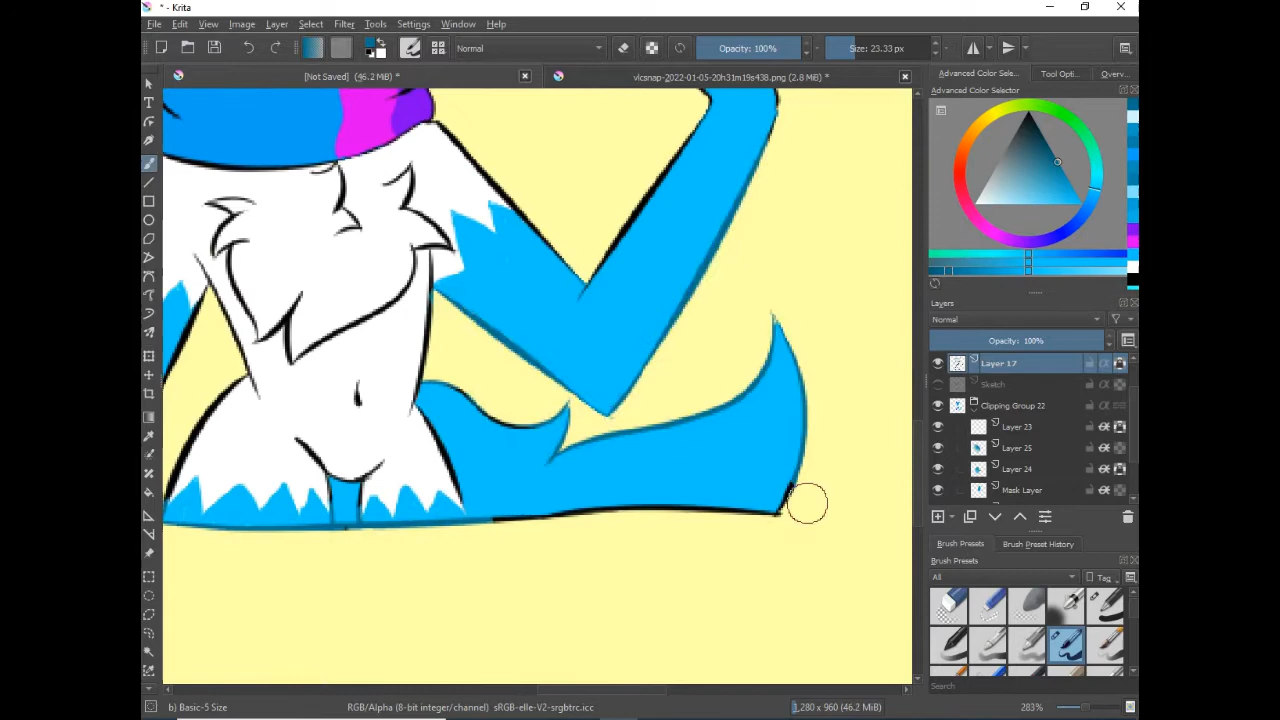 * - Krita
File Edit View Image Layer Select Filter Tools Settings Window Help
Normal Opacity: 100% Size: 23.33 px
[Not Saved] (46.2 MiB) * vlcsnap-2022-01-05-20h31m19s438.png (2.8 MiB) *
Advanced Color Sele... Tool Opti... Overv...
Advanced Color Selector
Layers
Normal
Opacity: 100%
Layer 17
Sketch
Clipping Group 22
Layer 23
Layer 25
Layer 24
Mask Layer
Brush Presets Brush Preset History
Brush Presets
All Tag
Search
b) Basic-5 Size RGB/Alpha (8-bit integer/channel) sRGB-elle-V2-srgbtrc.icc 1,280 x 960 (46.2 MiB) 283%